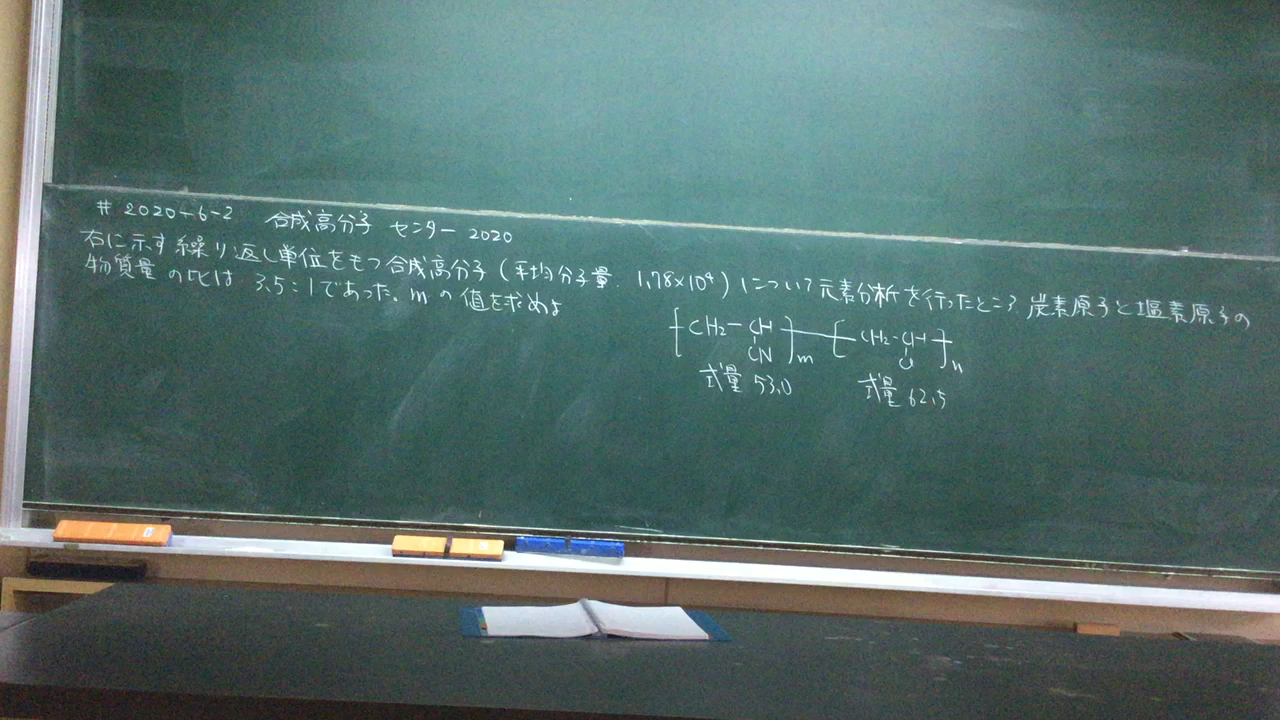 # 2020-6-2 合成高分子 センター 2020
右に示す繰り返し単位をもつ合成高分子(平均分子量 1.78×10⁴)について元素分析を行ったところ 炭素原子と塩素原子の
物質量の比は 3.5:1であった. mの値を求めよ
[CH₂-CH]m [CH₂-CH]n
CN Cl
式量 53.0 式量 62.5